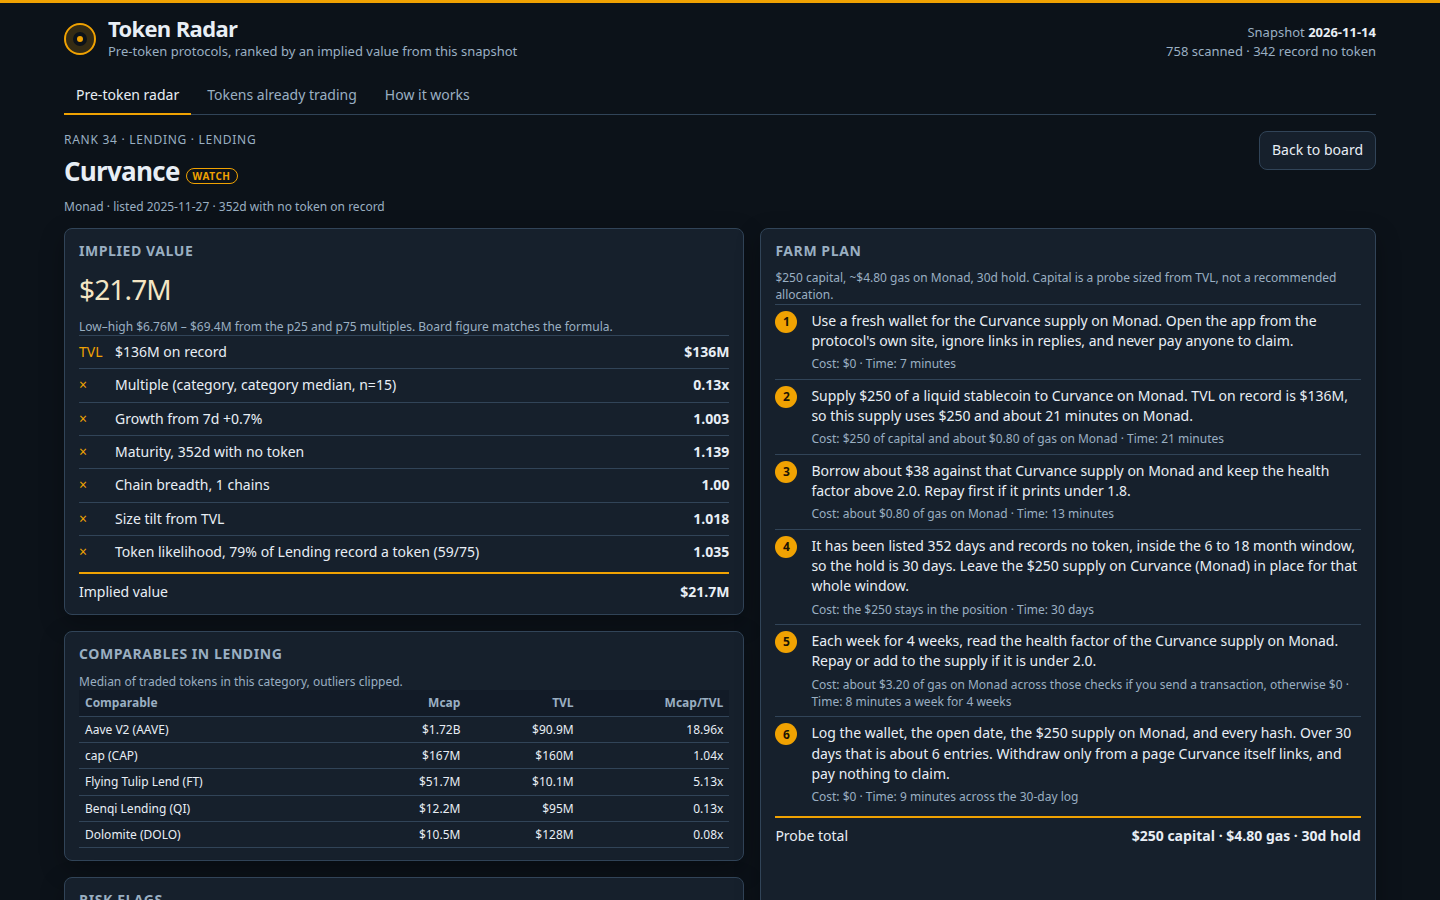 Token Radar
Pre-token protocols, ranked by an implied value from this snapshot
Snapshot 2026-11-14
758 scanned · 342 record no token
Pre-token radar
Tokens already trading
How it works
RANK 34 · LENDING · LENDING
Curvance WATCH
Monad · listed 2025-11-27 · 352d with no token on record
Back to board
IMPLIED VALUE
$21.7M
Low–high $6.76M – $69.4M from the p25 and p75 multiples. Board figure matches the formula.
TVL $136M on record $136M
× Multiple (category, category median, n=15) 0.13x
× Growth from 7d +0.7% 1.003
× Maturity, 352d with no token 1.139
× Chain breadth, 1 chains 1.00
× Size tilt from TVL 1.018
× Token likelihood, 79% of Lending record a token (59/75) 1.035
Implied value $21.7M
COMPARABLES IN LENDING
Median of traded tokens in this category, outliers clipped.
Comparable Mcap TVL Mcap/TVL
Aave V2 (AAVE) $1.72B $90.9M 18.96x
cap (CAP) $167M $160M 1.04x
Flying Tulip Lend (FT) $51.7M $10.1M 5.13x
Benqi Lending (QI) $12.2M $95M 0.13x
Dolomite (DOLO) $10.5M $128M 0.08x
RISK FLAGS
FARM PLAN
$250 capital, ~$4.80 gas on Monad, 30d hold. Capital is a probe sized from TVL, not a recommended
allocation.
1 Use a fresh wallet for the Curvance supply on Monad. Open the app from the
protocol's own site, ignore links in replies, and never pay anyone to claim.
Cost: $0 · Time: 7 minutes
2 Supply $250 of a liquid stablecoin to Curvance on Monad. TVL on record is $136M,
so this supply uses $250 and about 21 minutes on Monad.
Cost: $250 of capital and about $0.80 of gas on Monad · Time: 21 minutes
3 Borrow about $38 against that Curvance supply on Monad and keep the health
factor above 2.0. Repay first if it prints under 1.8.
Cost: about $0.80 of gas on Monad · Time: 13 minutes
4 It has been listed 352 days and records no token, inside the 6 to 18 month window,
so the hold is 30 days. Leave the $250 supply on Curvance (Monad) in place for that
whole window.
Cost: the $250 stays in the position · Time: 30 days
5 Each week for 4 weeks, read the health factor of the Curvance supply on Monad.
Repay or add to the supply if it is under 2.0.
Cost: about $3.20 of gas on Monad across those checks if you send a transaction, otherwise $0 ·
Time: 8 minutes a week for 4 weeks
6 Log the wallet, the open date, the $250 supply on Monad, and every hash. Over 30
days that is about 6 entries. Withdraw only from a page Curvance itself links, and
pay nothing to claim.
Cost: $0 · Time: 9 minutes across the 30-day log
Probe total $250 capital · $4.80 gas · 30d hold